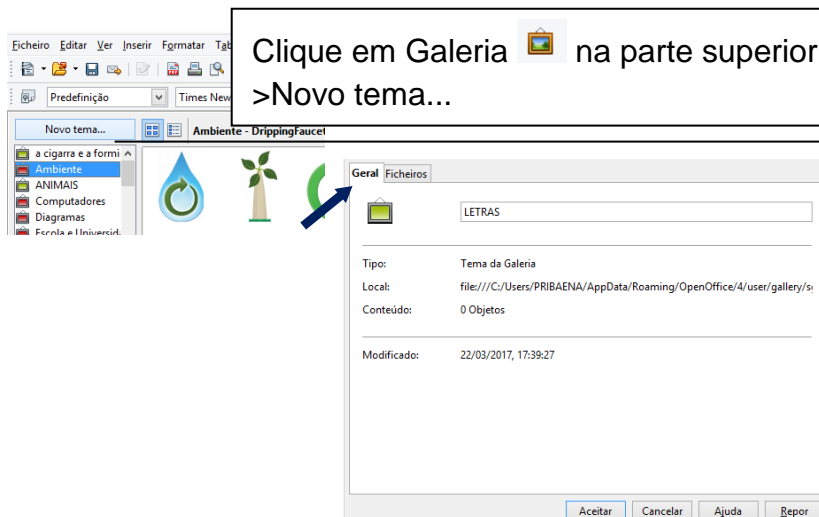 Clique em Galeria na parte superior
>Novo tema...
Ficheiro Editar Ver Inserir Formatar Tab
Predefinição Times New
Novo tema... Ambiente - DrippingFaucet
a cigarra e a formi
Ambiente
ANIMAIS
Computadores
Diagramas
Escola e Universid
Geral Ficheiros
LETRAS
Tipo: Tema da Galeria
Local: file:///C:/Users/PRIBAENA/AppData/Roaming/OpenOffice/4/user/gallery/s
Conteúdo: 0 Objetos
Modificado: 22/03/2017, 17:39:27
Aceitar Cancelar Ajuda Repor